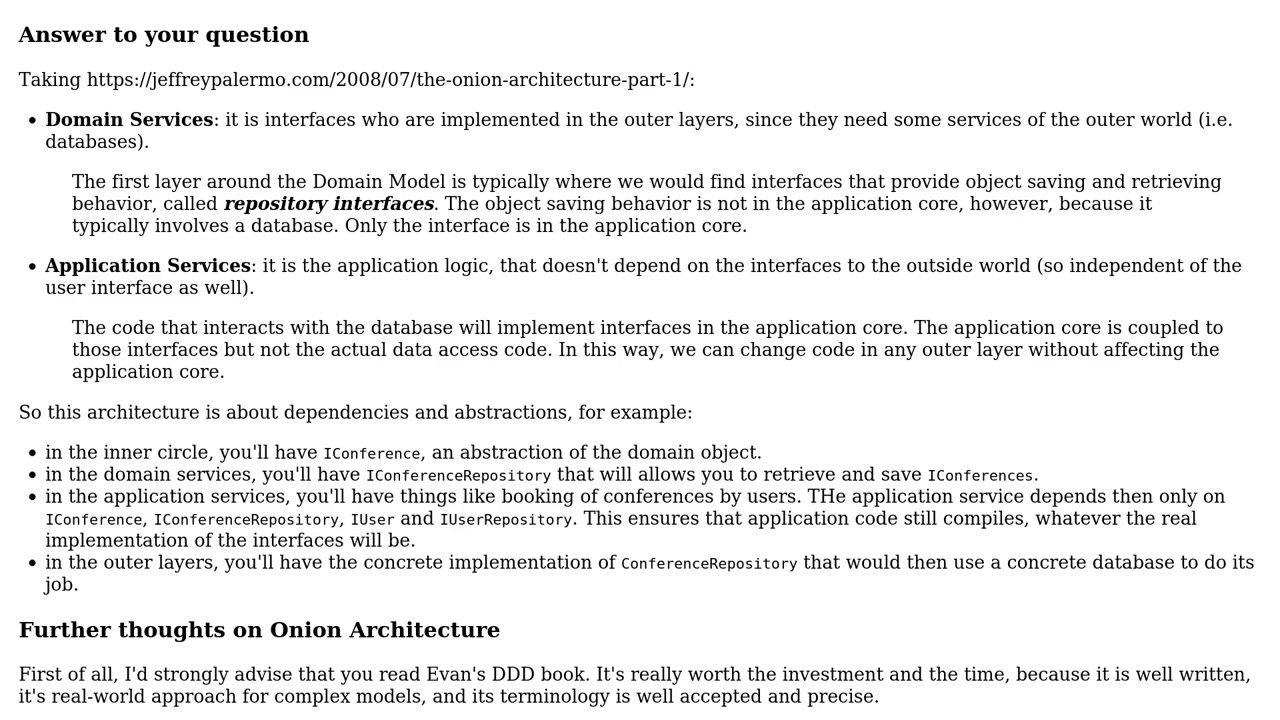 Answer to your question
Taking https://jeffreypalermo.com/2008/07/the-onion-architecture-part-1/:
• Domain Services: it is interfaces who are implemented in the outer layers, since they need some services of the outer world (i.e.
databases).
The first layer around the Domain Model is typically where we would find interfaces that provide object saving and retrieving
behavior, called repository interfaces. The object saving behavior is not in the application core, however, because it
typically involves a database. Only the interface is in the application core.
• Application Services: it is the application logic, that doesn't depend on the interfaces to the outside world (so independent of the
user interface as well).
The code that interacts with the database will implement interfaces in the application core. The application core is coupled to
those interfaces but not the actual data access code. In this way, we can change code in any outer layer without affecting the
application core.
So this architecture is about dependencies and abstractions, for example:
• in the inner circle, you'll have IConference, an abstraction of the domain object.
• in the domain services, you'll have IConferenceRepository that will allows you to retrieve and save IConferences.
• in the application services, you'll have things like booking of conferences by users. THe application service depends then only on
IConference, IConferenceRepository, IUser and IUserRepository. This ensures that application code still compiles, whatever the real
implementation of the interfaces will be.
• in the outer layers, you'll have the concrete implementation of ConferenceRepository that would then use a concrete database to do its
job.
Further thoughts on Onion Architecture
First of all, I'd strongly advise that you read Evan's DDD book. It's really worth the investment and the time, because it is well written,
it's real-world approach for complex models, and its terminology is well accepted and precise.